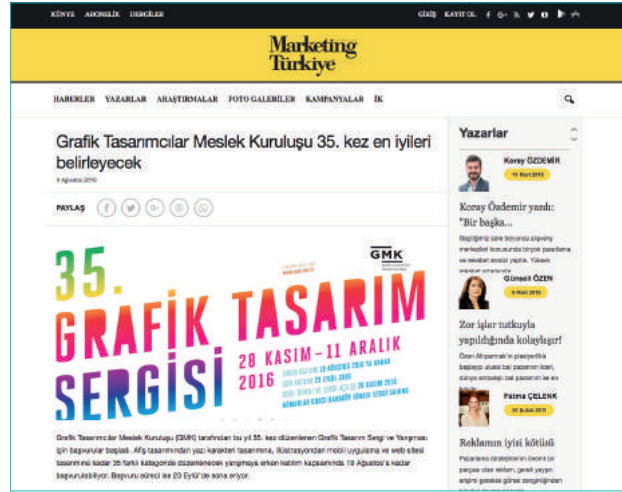 KÜNYE ABONELİK DERGİLER
GİRİŞ KAYIT OL
Marketing
Türkiye
HABERLER YAZARLAR ARAŞTIRMALAR FOTO GALERİLER KAMPANYALAR İK
Grafik Tasarımcılar Meslek Kuruluşu 35. kez en iyileri
belirleyecek
Ağustos 2016
PAYLAŞ
35.
GRAFİK TASARIM
SERGİSİ
GMK
28 KASIM – 11 ARALIK
2016
Grafik Tasarımcılar Meslek Kuruluşu (GMK) tarafından bu yıl 35. kez düzenlenen Grafik Tasarım Sergi ve Yarışması
için başvurular başladı. Afiş tasarımından yazı karakteri tasarımına, illüstrasyondan mobil uygulama ve web sitesi
tasarımına kadar 35 farklı kategoride düzenlenecek yarışmaya erken katılım kapsamında 19 Ağustos'a kadar
başvurulabiliyor. Başvuru süreci ise 23 Eylül'de sona eriyor.
Yazarlar
Koray ÖZDEMİR
Koray Özdemir yazdı:
"Bir başka...
Günseli ÖZEN
Zor işler tutkuyla
yapıldığında kolaylaşır!
Fatma ÇELENK
Reklamın iyisi kötüsü